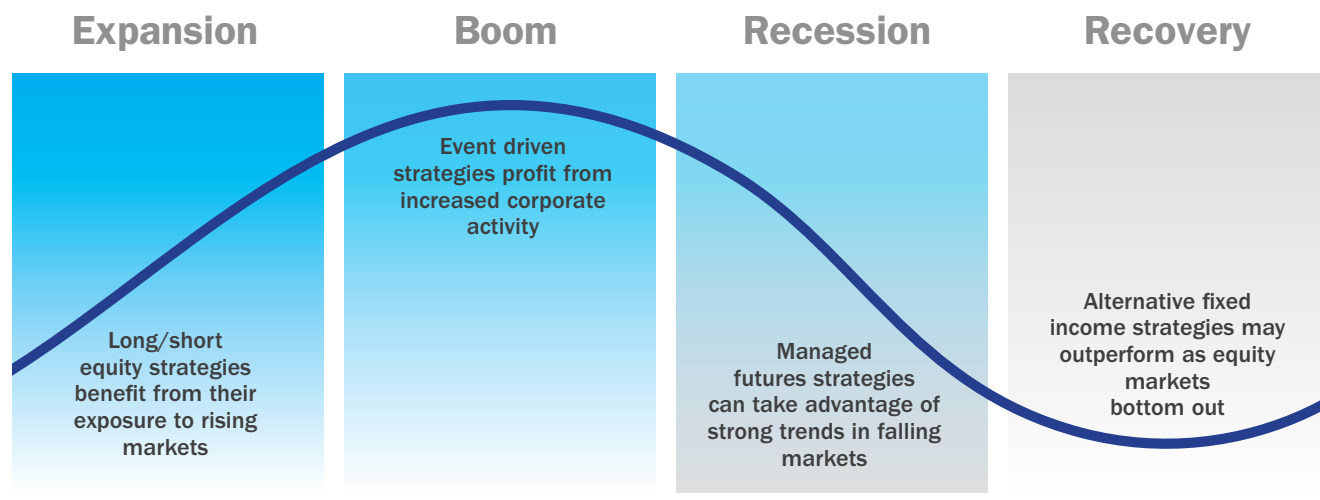 Expansion
Boom
Recession
Recovery
Long/short
equity strategies
benefit from their
exposure to rising
markets
Event driven
strategies profit from
increased corporate
activity
Managed
futures strategies
can take advantage of
strong trends in falling
markets
Alternative fixed
income strategies may
outperform as equity
markets
bottom out